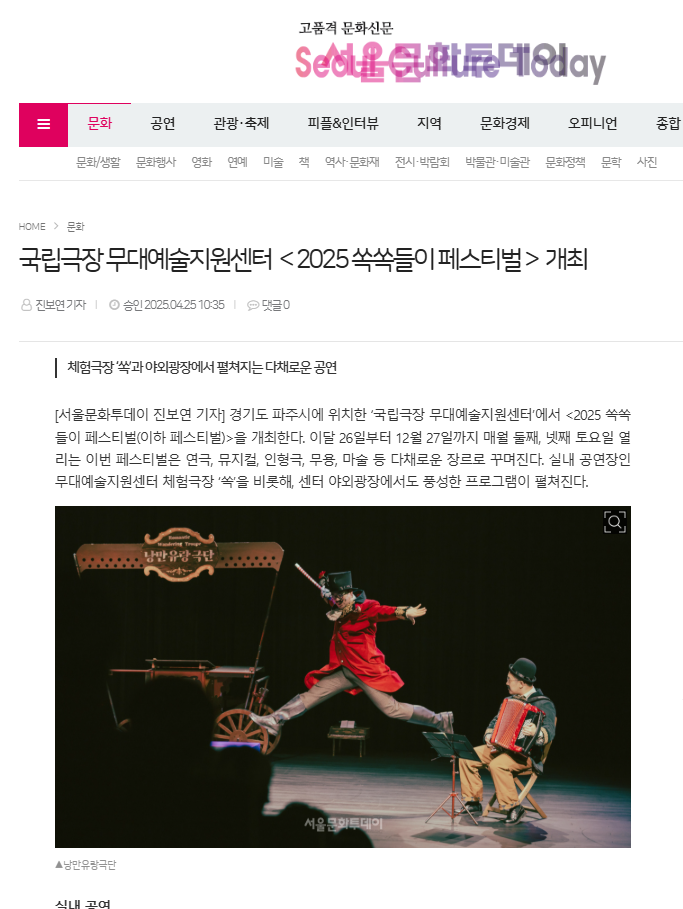 고품격 문화신문
서울문화투데이
Seoul Culture Today
문화 공연 관광·축제 피플&인터뷰 지역 문화경제 오피니언 종합
문화/생활 문화행사 영화 연예 미술 책 역사·문화재 전시·박람회 박물관·미술관 문화정책 문학 사진
HOME > 문화
국립극장 무대예술지원센터 <2025 쏙쏙들이 페스티벌> 개최
진보연 기자 | 승인 2025.04.25 10:35 | 댓글 0
체험극장 ‘쏙’과 야외광장에서 펼쳐지는 다채로운 공연
[서울문화투데이 진보연 기자] 경기도 파주시에 위치한 ‘국립극장 무대예술지원센터’에서 <2025 쏙쏙
들이 페스티벌(이하 페스티벌)>을 개최한다. 이달 26일부터 12월 27일까지 매월 둘째, 넷째 토요일 열
리는 이번 페스티벌은 연극, 뮤지컬, 인형극, 무용, 마술 등 다채로운 장르로 꾸며진다. 실내 공연장인
무대예술지원센터 체험극장 ‘쏙’을 비롯해, 센터 야외광장에서도 풍성한 프로그램이 펼쳐진다.
Romantic
Wandering Troupe
낭만유랑극단
서울문화투데이
▲낭만유랑극단
실내 공연